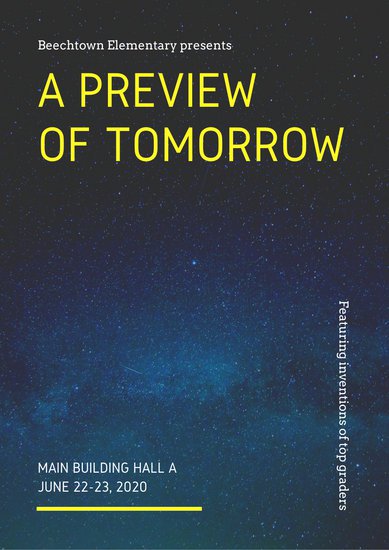 Beechtown Elementary presents
A PREVIEW
OF TOMORROW
Featuring inventions of top graders
MAIN BUILDING HALL A
JUNE 22-23, 2020